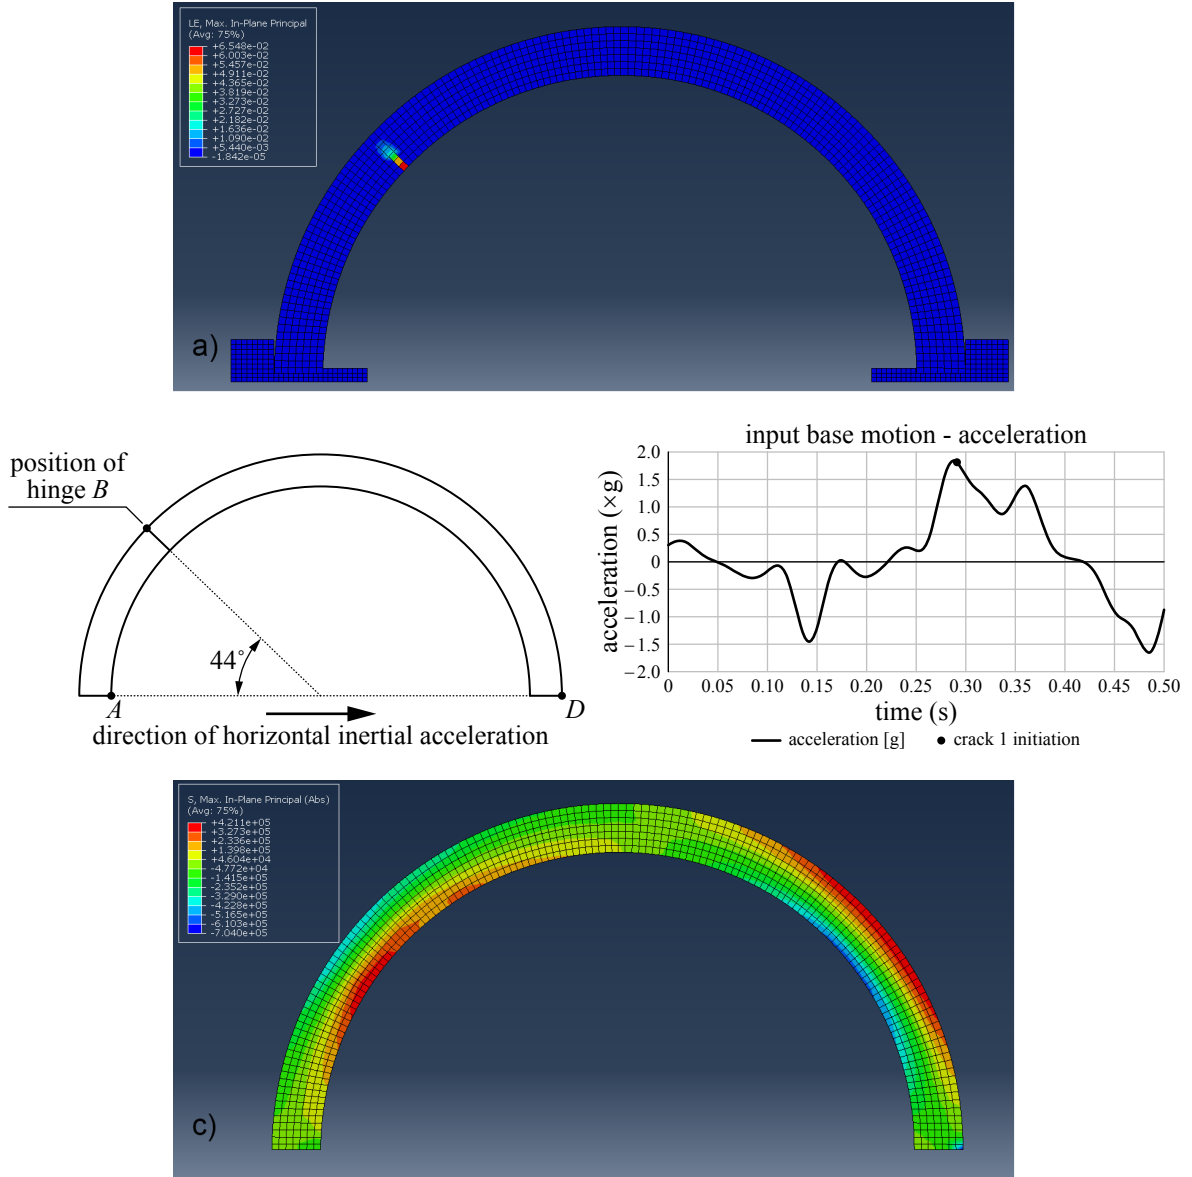 LE, Max. In-Plane Principal
(Avg: 75%)
+6.548e-02
+6.003e-02
+5.457e-02
+4.911e-02
+4.365e-02
+3.819e-02
+3.273e-02
+2.727e-02
+2.182e-02
+1.636e-02
+1.090e-02
+5.440e-03
-1.842e-05
a)
position of
hinge B
44°
A
D
direction of horizontal inertial acceleration
input base motion - acceleration
acceleration (×g)
2.0
1.5
1.0
0.5
0
−0.5
−1.0
−1.5
−2.0
0 0.05 0.10 0.15 0.20 0.25 0.30 0.35 0.40 0.45 0.50
time (s)
acceleration [g] crack 1 initiation
S, Max. In-Plane Principal (Abs)
(Avg: 75%)
+4.211e+05
+3.273e+05
+2.336e+05
+1.398e+05
+4.604e+04
-4.772e+04
-1.415e+05
-2.352e+05
-3.290e+05
-4.228e+05
-5.165e+05
-6.103e+05
-7.040e+05
c)